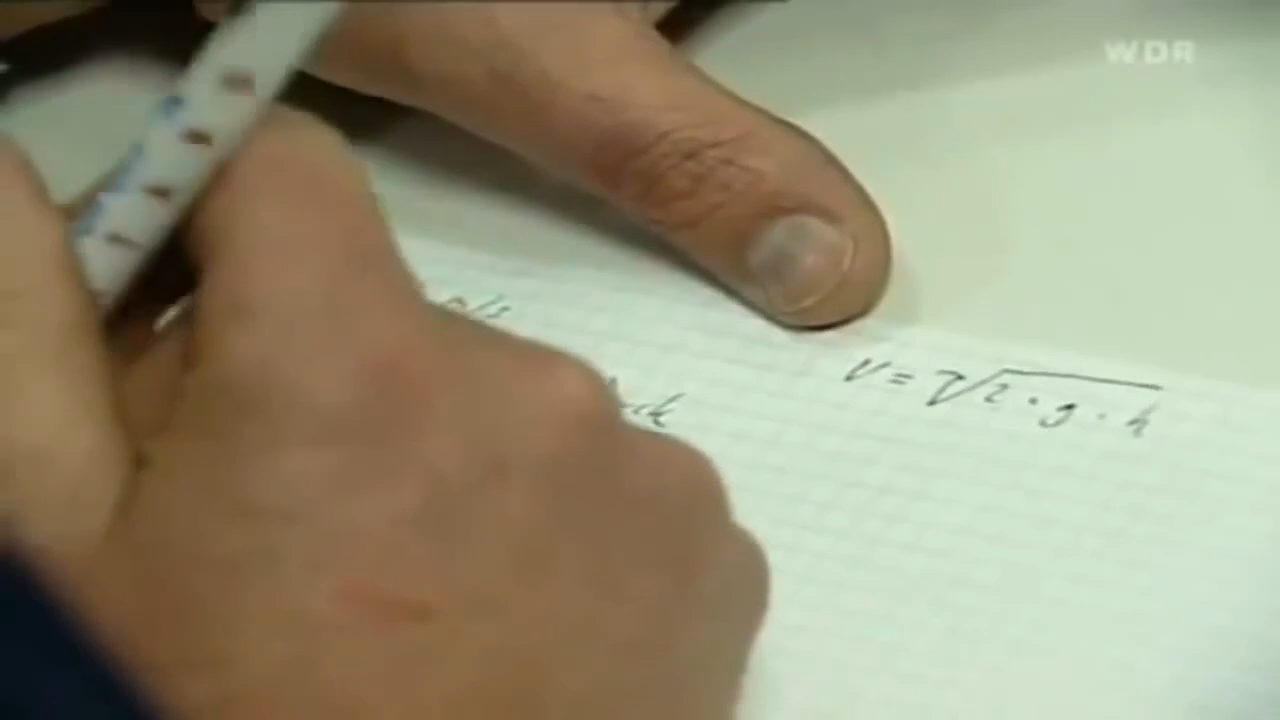 WDR
m/s
v = √2 · g · h